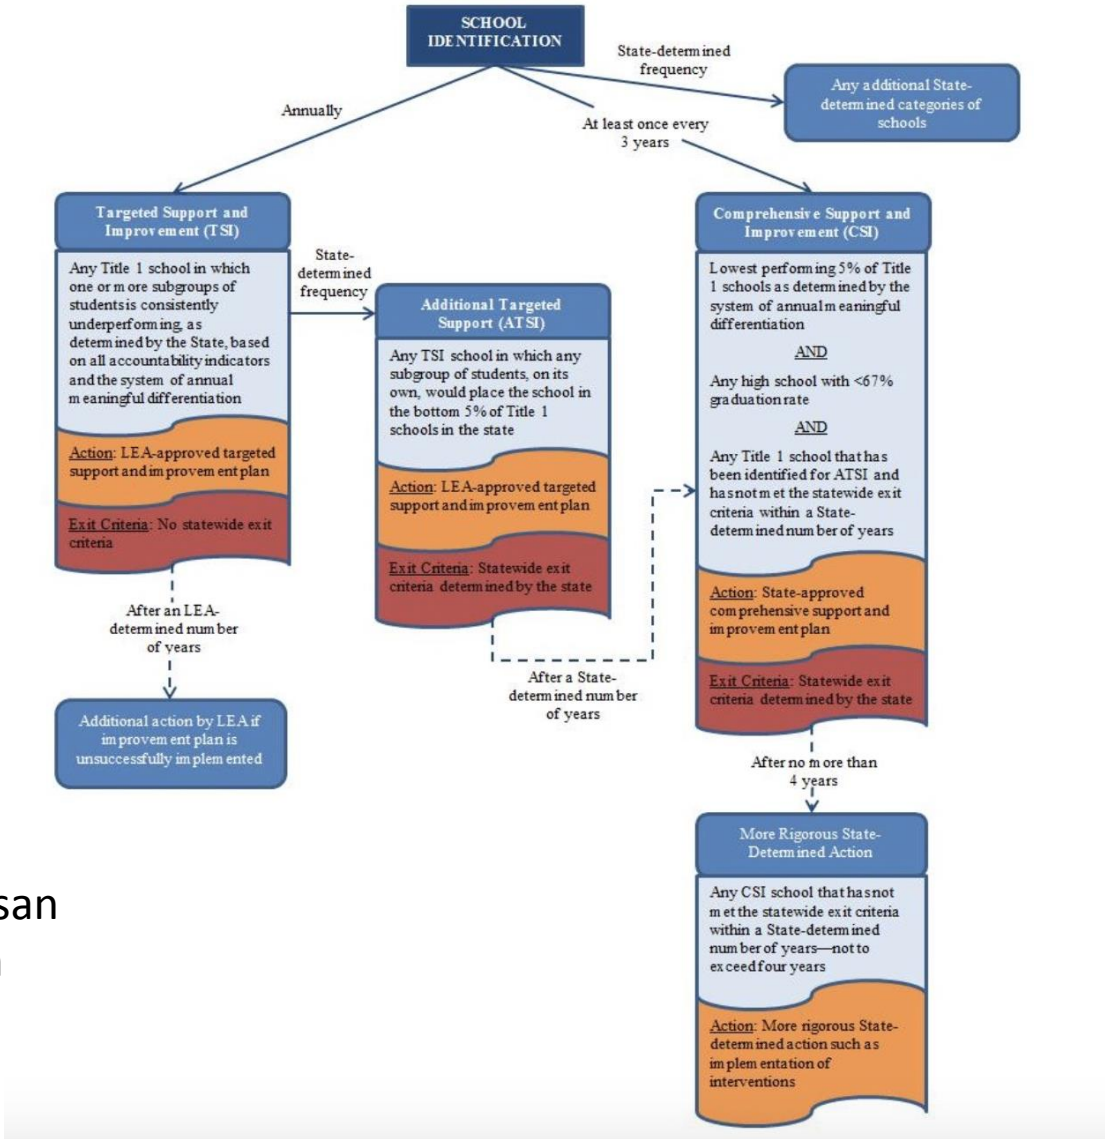 SCHOOL
IDENTIFICATION
State-determined
frequency
Any additional State-
determined categories of
schools
Annually
At least once every
3 years
Targeted Support and
Improvement (TSI)
Any Title 1 school in which
one or more subgroups of
students is consistently
underperforming, as
determined by the State, based
on all accountability indicators
and the system of annual
meaningful differentiation
Action: LEA-approved targeted
support and improvement plan
Exit Criteria: No statewide exit
criteria
After an LEA-
determined number
of years
Additional action by LEA if
improvement plan is
unsuccessfully implemented
State-
determined
frequency
Additional Targeted
Support (ATSI)
Any TSI school in which any
subgroup of students, on its
own, would place the school in
the bottom 5% of Title 1
schools in the state
Action: LEA-approved targeted
support and improvement plan
Exit Criteria: Statewide exit
criteria determined by the state
After a State-
determined number
of years
Comprehensive Support and
Improvement (CSI)
Lowest performing 5% of Title
1 schools as determined by the
system of annual meaningful
differentiation
AND
Any high school with <67%
graduation rate
AND
Any Title 1 school that has
been identified for ATSI and
has not met the statewide exit
criteria within a State-
determined number of years
Action: State-approved
comprehensive support and
improvement plan
Exit Criteria: Statewide exit
criteria determined by the state
After no more than
4 years
More Rigorous State-
Determined Action
Any CSI school that has not
met the statewide exit criteria
within a State-determined
number of years—not to
exceed four years
Action: More rigorous State-
determined action such as
implementation of
interventions
san